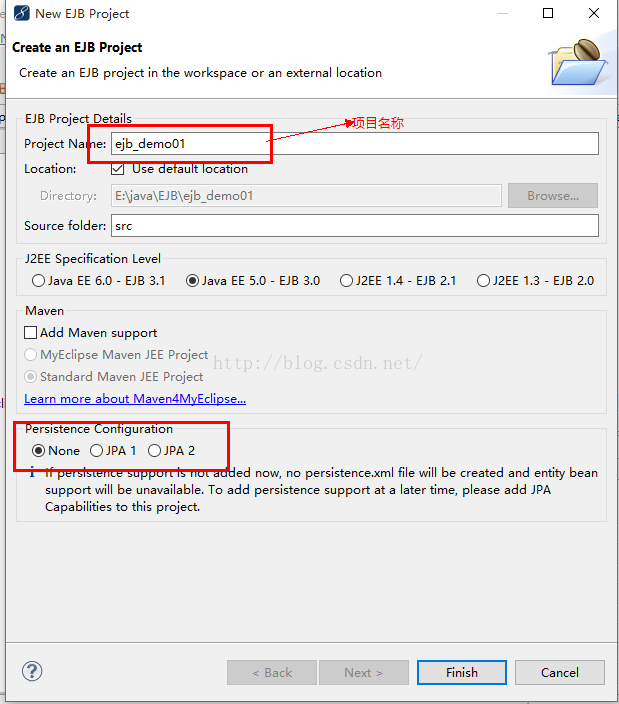 New EJB Project
Create an EJB Project
Create an EJB project in the workspace or an external location
EJB Project Details
项目名称
Project Name: ejb_demo01
Location: Use default location
Directory: E:\java\EJB\ejb_demo01 Browse...
Source folder: src
J2EE Specification Level
Java EE 6.0 - EJB 3.1 Java EE 5.0 - EJB 3.0 J2EE 1.4 - EJB 2.1 J2EE 1.3 - EJB 2.0
Maven
Add Maven support
MyEclipse Maven JEE Project
http://blog.csdn.net/
Standard Maven JEE Project
Learn more about Maven4MyEclipse...
Persistence Configuration
None JPA 1 JPA 2
If persistence support is not added now, no persistence.xml file will be created and entity bean
support will be unavailable. To add persistence support at a later time, please add JPA
Capabilities to this project.
< Back Next > Finish Cancel